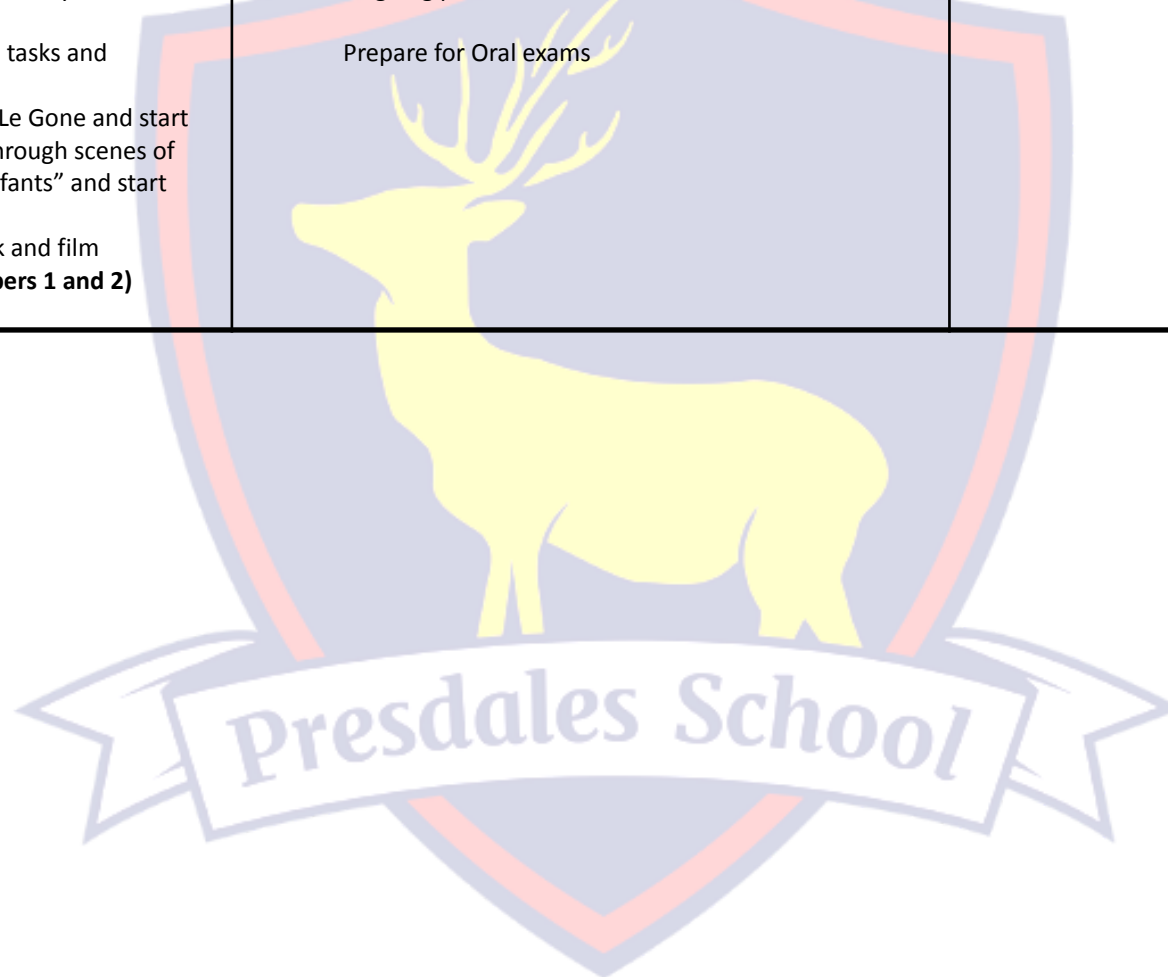 tasks and
Le Gone and start
hrough scenes of
fants” and start
k and film
pers 1 and 2)
Prepare for Oral exams
Presdales School